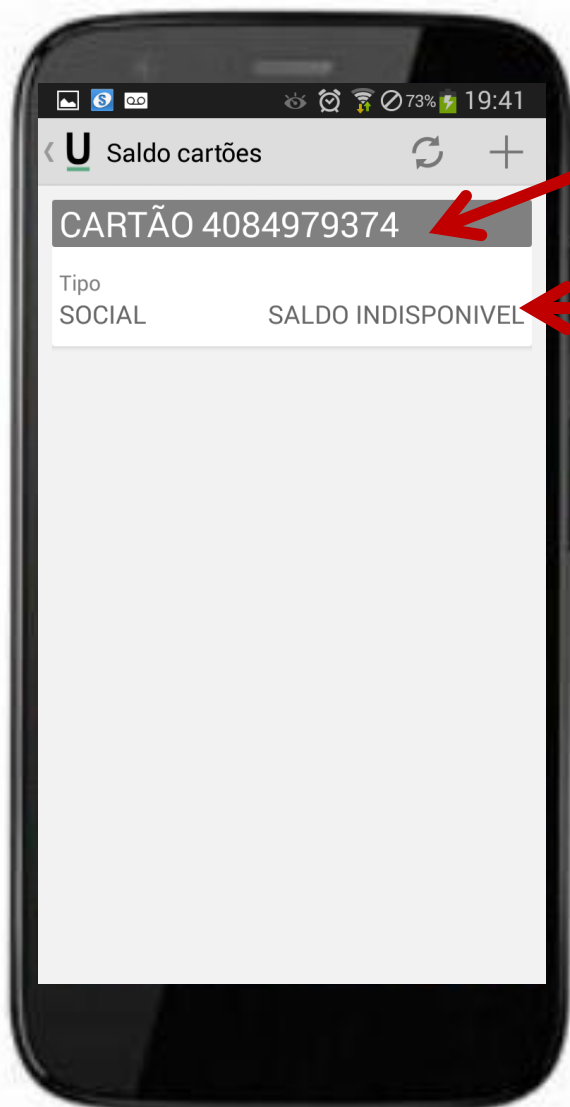 73% 19:41
U Saldo cartões
CARTÃO 4084979374
Tipo
SOCIAL SALDO INDISPONIVEL